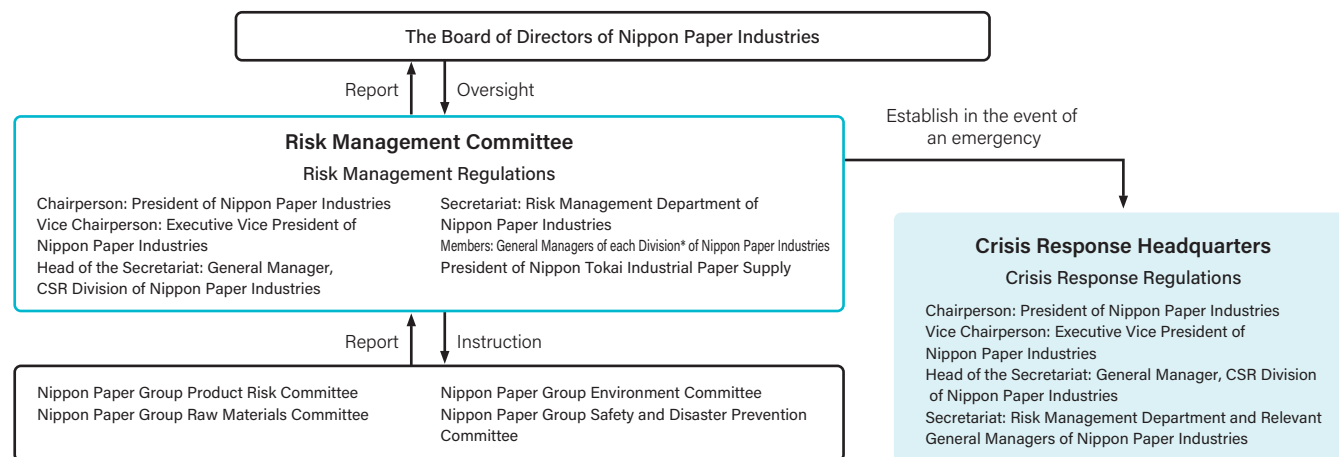 The Board of Directors of Nippon Paper Industries
Report
Oversight
Establish in the event of
an emergency
Risk Management Committee
Risk Management Regulations
Chairperson: President of Nippon Paper Industries
Vice Chairperson: Executive Vice President of
Nippon Paper Industries
Head of the Secretariat: General Manager,
CSR Division of Nippon Paper Industries
Secretariat: Risk Management Department of
Nippon Paper Industries
Members: General Managers of each Division* of Nippon Paper Industries
President of Nippon Tokai Industrial Paper Supply
Report
Instruction
Nippon Paper Group Product Risk Committee
Nippon Paper Group Raw Materials Committee
Nippon Paper Group Environment Committee
Nippon Paper Group Safety and Disaster Prevention
Committee
Crisis Response Headquarters
Crisis Response Regulations
Chairperson: President of Nippon Paper Industries
Vice Chairperson: Executive Vice President of
Nippon Paper Industries
Head of the Secretariat: General Manager, CSR Division
of Nippon Paper Industries
Secretariat: Risk Management Department and Relevant
General Managers of Nippon Paper Industries